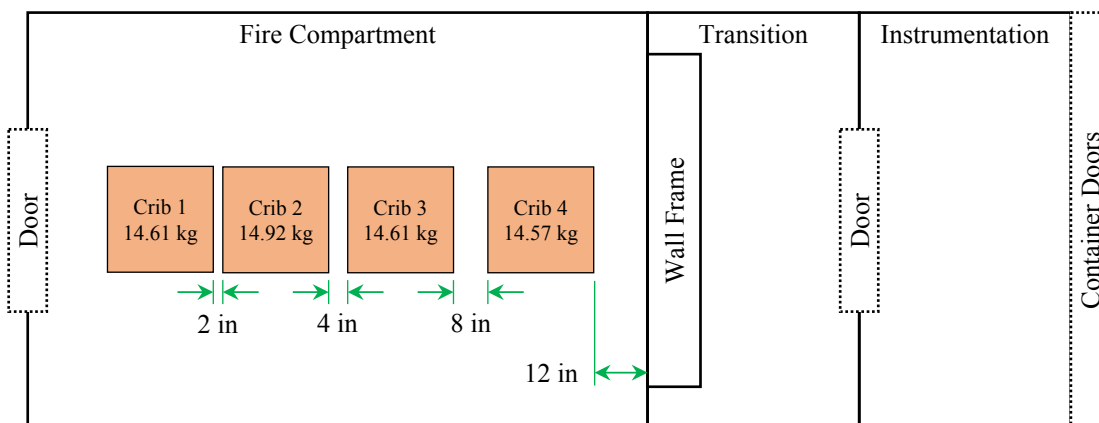 Fire Compartment
Transition
Instrumentation
Door
Crib 1
14.61 kg
Crib 2
14.92 kg
Crib 3
14.61 kg
Crib 4
14.57 kg
Wall Frame
Door
Container Doors
2 in
4 in
8 in
12 in